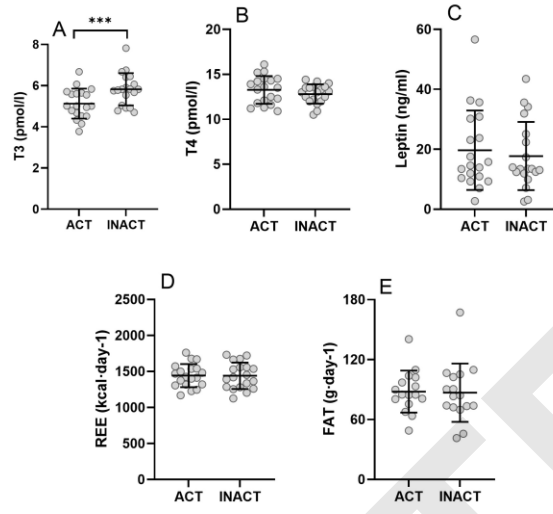 A
***
T3 (pmol/l)
8
6
4
2
0
ACT
INACT
B
T4 (pmol/l)
20
15
10
5
0
ACT
INACT
C
Leptin (ng/ml)
60
40
20
0
ACT
INACT
D
REE (kcal·day-1)
2500
2000
1500
1000
500
0
ACT
INACT
E
FAT (g·day-1)
180
120
60
0
ACT
INACT